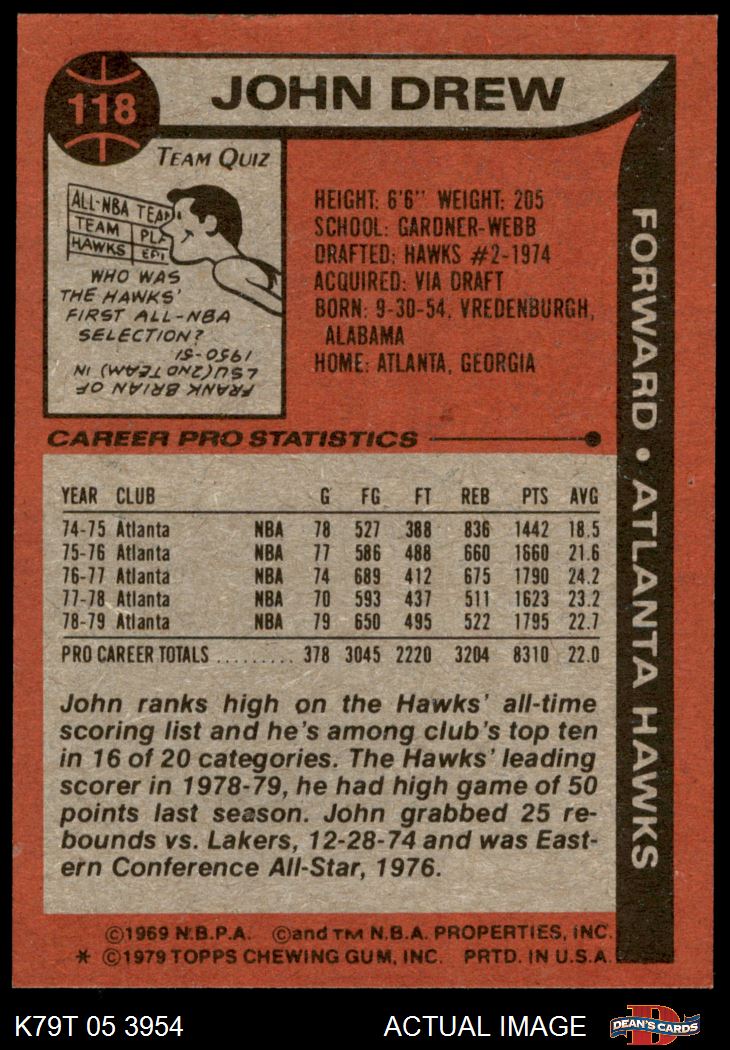 118
JOHN DREW
TEAM QUIZ
ALL-NBA TEA
TEAM PLA
HAWKS EPI
WHO WAS
THE HAWKS'
FIRST ALL-NBA
SELECTION?
FRANK BRIAN OF
LSU (2ND TEAM) IN
1950-51
HEIGHT: 6'6" WEIGHT: 205
SCHOOL: GARDNER-WEBB
DRAFTED: HAWKS #2-1974
ACQUIRED: VIA DRAFT
BORN: 9-30-54, VREDENBURGH,
ALABAMA
HOME: ATLANTA, GEORGIA
FORWARD • ATLANTA HAWKS
CAREER PRO STATISTICS
YEAR CLUB G FG FT REB PTS AVG
74-75 Atlanta NBA 78 527 388 836 1442 18.5
75-76 Atlanta NBA 77 586 488 660 1660 21.6
76-77 Atlanta NBA 74 689 412 675 1790 24.2
77-78 Atlanta NBA 70 593 437 511 1623 23.2
78-79 Atlanta NBA 79 650 495 522 1795 22.7
PRO CAREER TOTALS ......... 378 3045 2220 3204 8310 22.0
John ranks high on the Hawks' all-time
scoring list and he's among club's top ten
in 16 of 20 categories. The Hawks' leading
scorer in 1978-79, he had high game of 50
points last season. John grabbed 25 re-
bounds vs. Lakers, 12-28-74 and was East-
ern Conference All-Star, 1976.
©1969 N.B.P.A. ©and TM N.B.A. PROPERTIES, INC.
* ©1979 TOPPS CHEWING GUM, INC. PRTD. IN U.S.A.
K79T 05 3954
ACTUAL IMAGE
D
DEAN'S CARDS